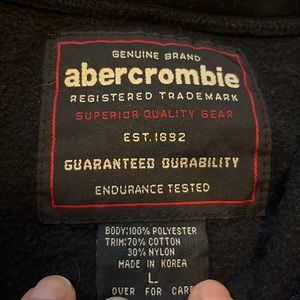 GENUINE BRAND
abercrombie
REGISTERED TRADEMARK
SUPERIOR QUALITY GEAR
EST.1892
GUARANTEED DURABILITY
ENDURANCE TESTED
BODY:100% POLYESTER
TRIM:70% COTTON
30% NYLON
MADE IN KOREA
L
OVER FOR CARE